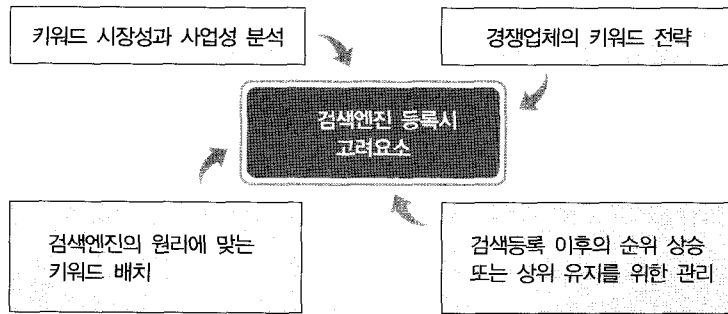 키워드 시장성과 사업성 분석
경쟁업체의 키워드 전략
검색엔진 등록시
고려요소
검색엔진의 원리에 맞는
키워드 배치
검색등록 이후의 순위 상승
또는 상위 유지를 위한 관리